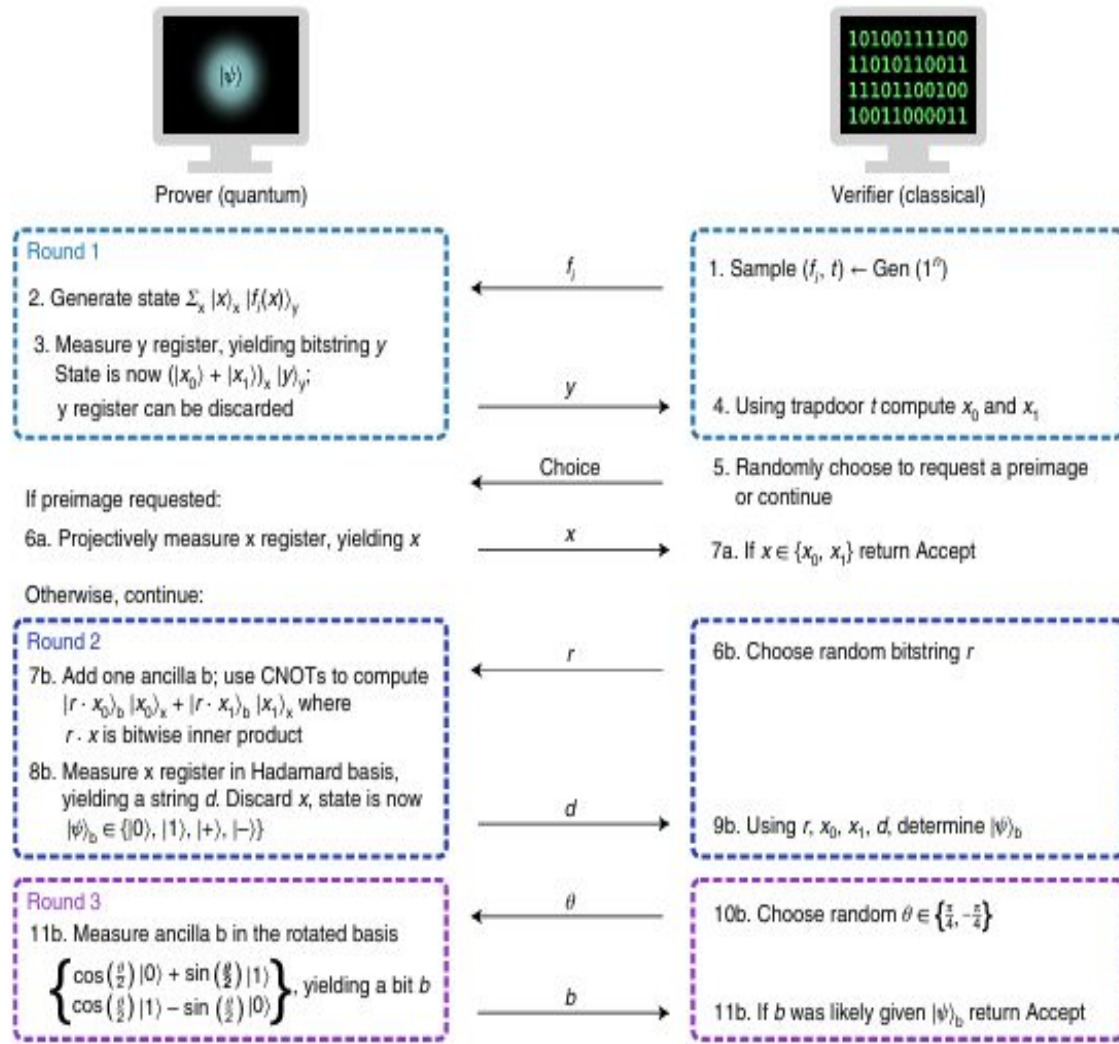 |ψ⟩
10100111100
11010110011
11101100100
10011000011
Prover (quantum)
Verifier (classical)
Round 1
f_j
1. Sample (f_j, t) ← Gen (1^n)
2. Generate state Σ_x |x⟩_x |f_j(x)⟩_y
3. Measure y register, yielding bitstring y
State is now (|x_0⟩ + |x_1⟩)_x |y⟩_y;
y register can be discarded
y
4. Using trapdoor t compute x_0 and x_1
Choice
5. Randomly choose to request a preimage
or continue
If preimage requested:
6a. Projectively measure x register, yielding x
x
7a. If x ∈ {x_0, x_1} return Accept
Otherwise, continue:
Round 2
r
6b. Choose random bitstring r
7b. Add one ancilla b; use CNOTs to compute
|r · x_0⟩_b |x_0⟩_x + |r · x_1⟩_b |x_1⟩_x where
r · x is bitwise inner product
8b. Measure x register in Hadamard basis,
yielding a string d. Discard x, state is now
|ψ⟩_b ∈ {|0⟩, |1⟩, |+⟩, |−⟩}
d
9b. Using r, x_0, x_1, d, determine |ψ⟩_b
Round 3
θ
10b. Choose random θ ∈ {π/4, −π/4}
11b. Measure ancilla b in the rotated basis
{cos(θ/2) |0⟩ + sin(θ/2) |1⟩
cos(θ/2) |1⟩ − sin(θ/2) |0⟩}, yielding a bit b
b
11b. If b was likely given |ψ⟩_b return Accept